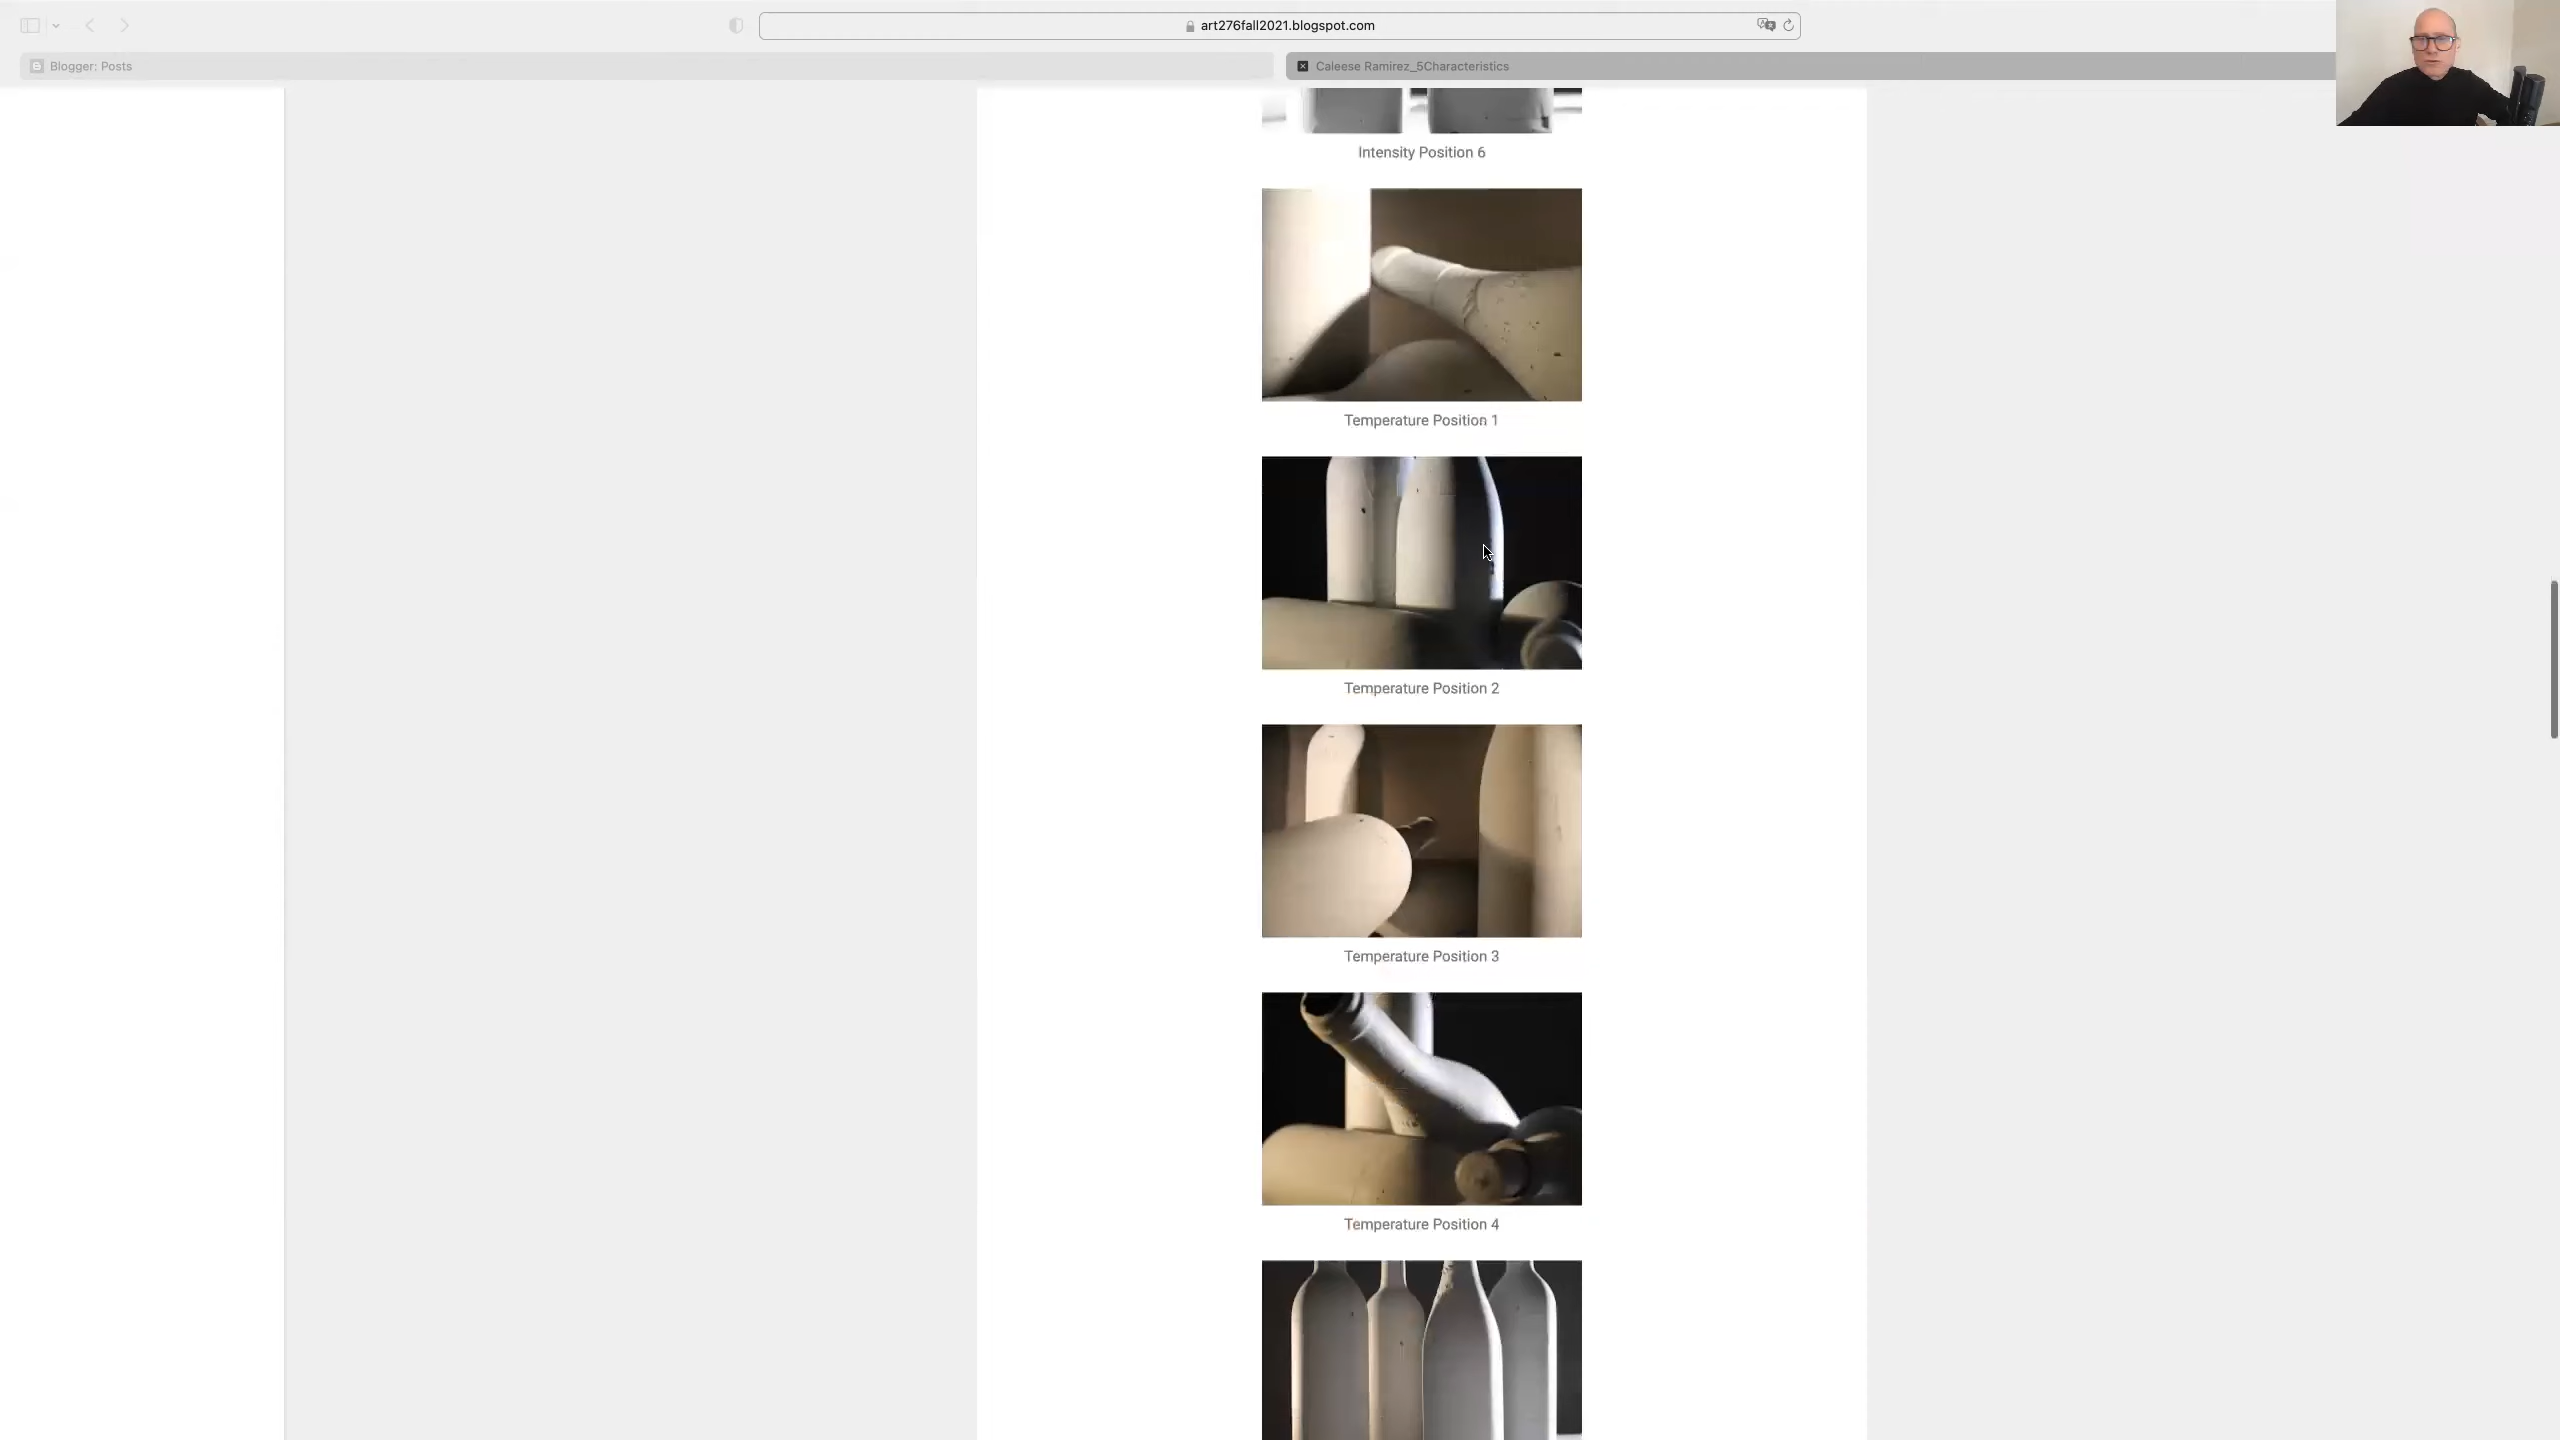 art276fall2021.blogspot.com
Blogger: Posts
Caleese Ramirez_5Characteristics
Intensity Position 6
Temperature Position 1
Temperature Position 2
Temperature Position 3
Temperature Position 4